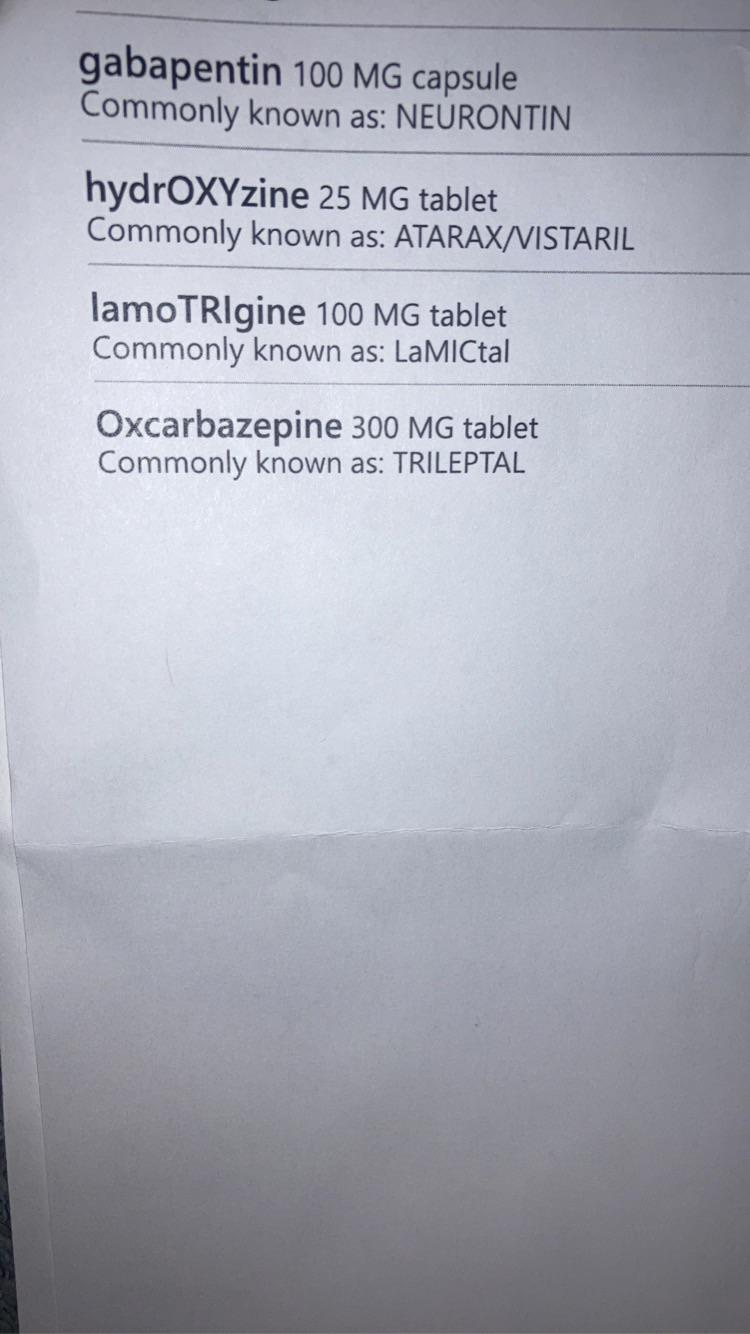 gabapentin 100 MG capsule
Commonly known as: NEURONTIN
hydrOXYzine 25 MG tablet
Commonly known as: ATARAX/VISTARIL
lamoTRIgine 100 MG tablet
Commonly known as: LaMICtal
Oxcarbazepine 300 MG tablet
Commonly known as: TRILEPTAL